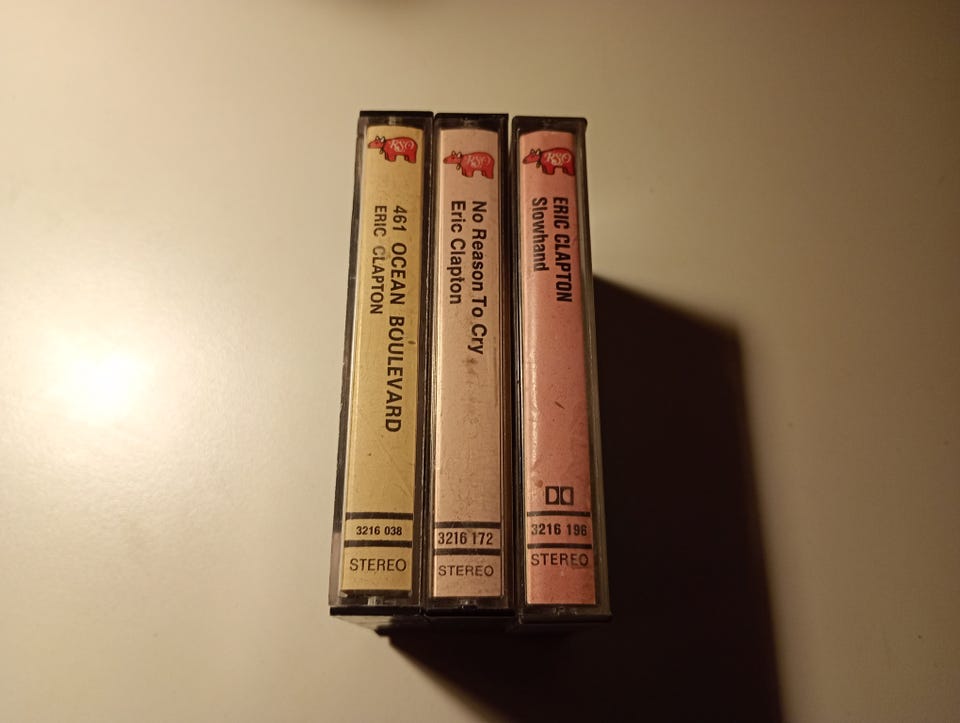 RSO
461 OCEAN BOULEVARD
ERIC CLAPTON
3216 038
STEREO
RSO
No Reason To Cry
Eric Clapton
3216 172
STEREO
RSO
ERIC CLAPTON
Slowhand
3216 196
STEREO